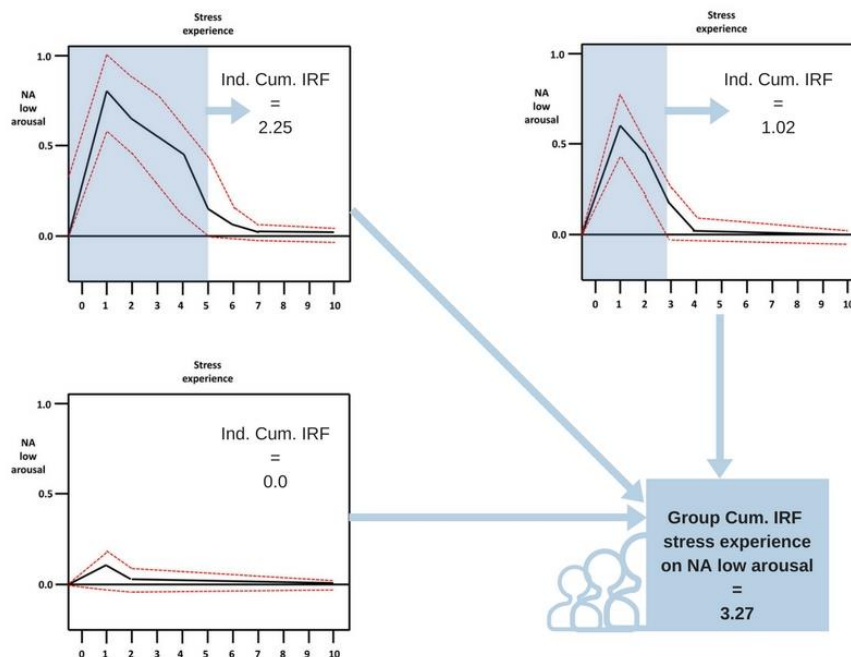 Stress
experience
1.0
0.5
0.0
NA
low
arousal
Ind. Cum. IRF
=
2.25
0 1 2 3 4 5 6 7 8 9 10
Stress
experience
1.0
0.5
0.0
NA
low
arousal
Ind. Cum. IRF
=
1.02
0 1 2 3 4 5 6 7 8 9 10
Stress
experience
1.0
0.5
0.0
NA
low
arousal
Ind. Cum. IRF
=
0.0
0 1 2 3 4 5 6 7 8 9 10
Group Cum. IRF
stress experience
on NA low arousal
=
3.27